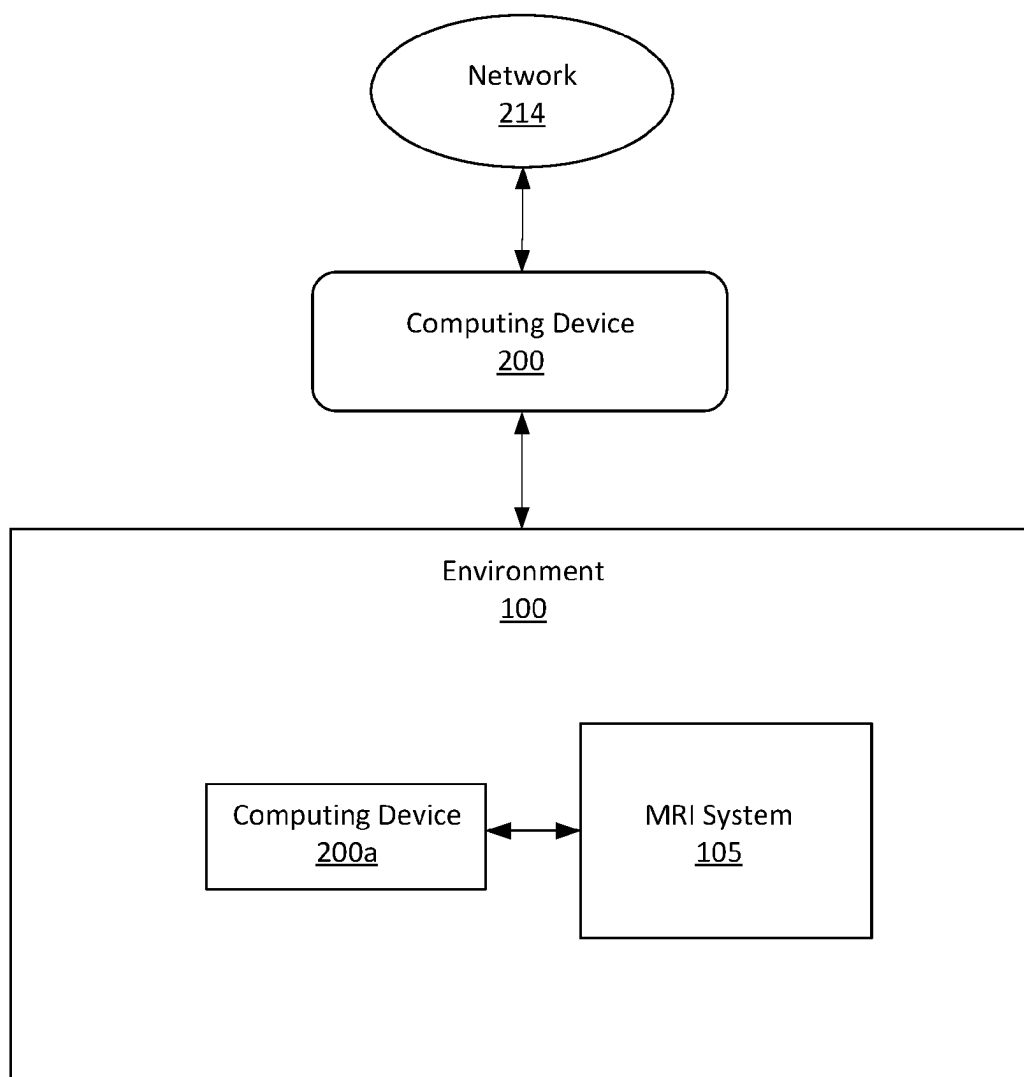 Network
214
Computing Device
200
Environment
100
Computing Device
200a
MRI System
105